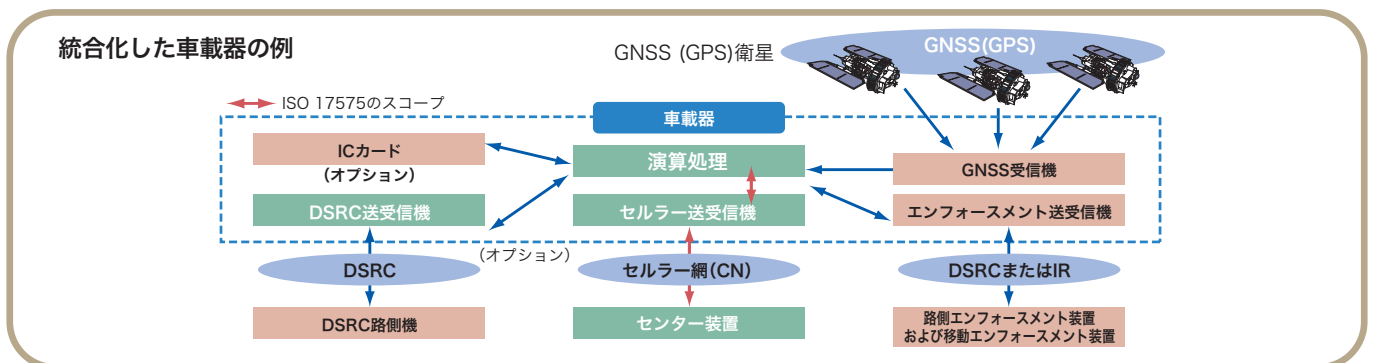 統合化した車載器の例
GNSS (GPS)衛星
GNSS(GPS)
ISO 17575のスコープ
車載器
ICカード
(オプション)
演算処理
GNSS受信機
DSRC送受信機
セルラー送受信機
エンフォースメント送受信機
(オプション)
DSRC
セルラー網(CN)
DSRCまたはIR
DSRC路側機
センター装置
路側エンフォースメント装置
および移動エンフォースメント装置